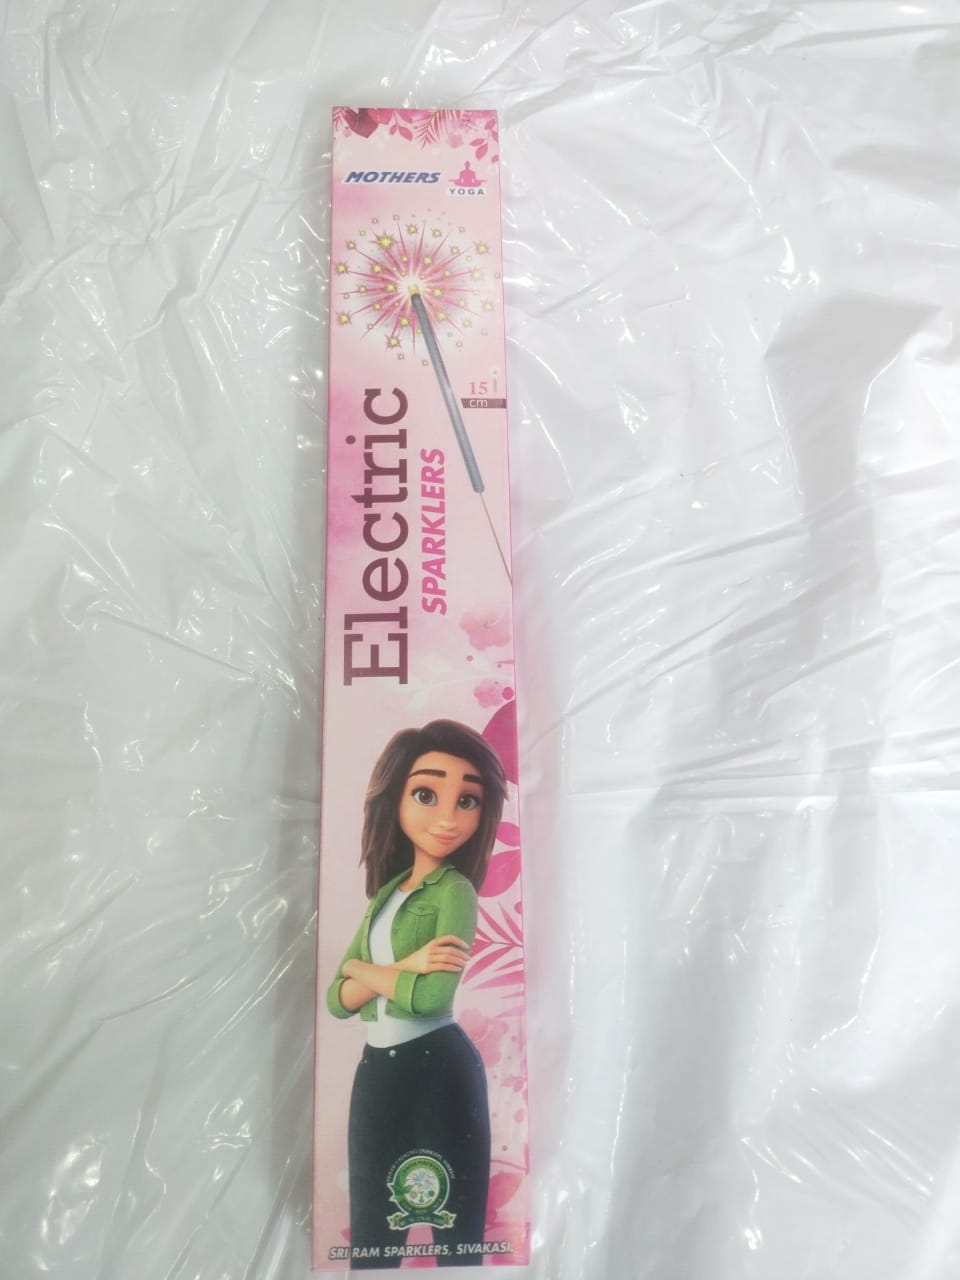 MOTHERS
YOGA
15
cm
Electric
SPARKLERS
SRI RAM SPARKLERS, SIVAKASI.